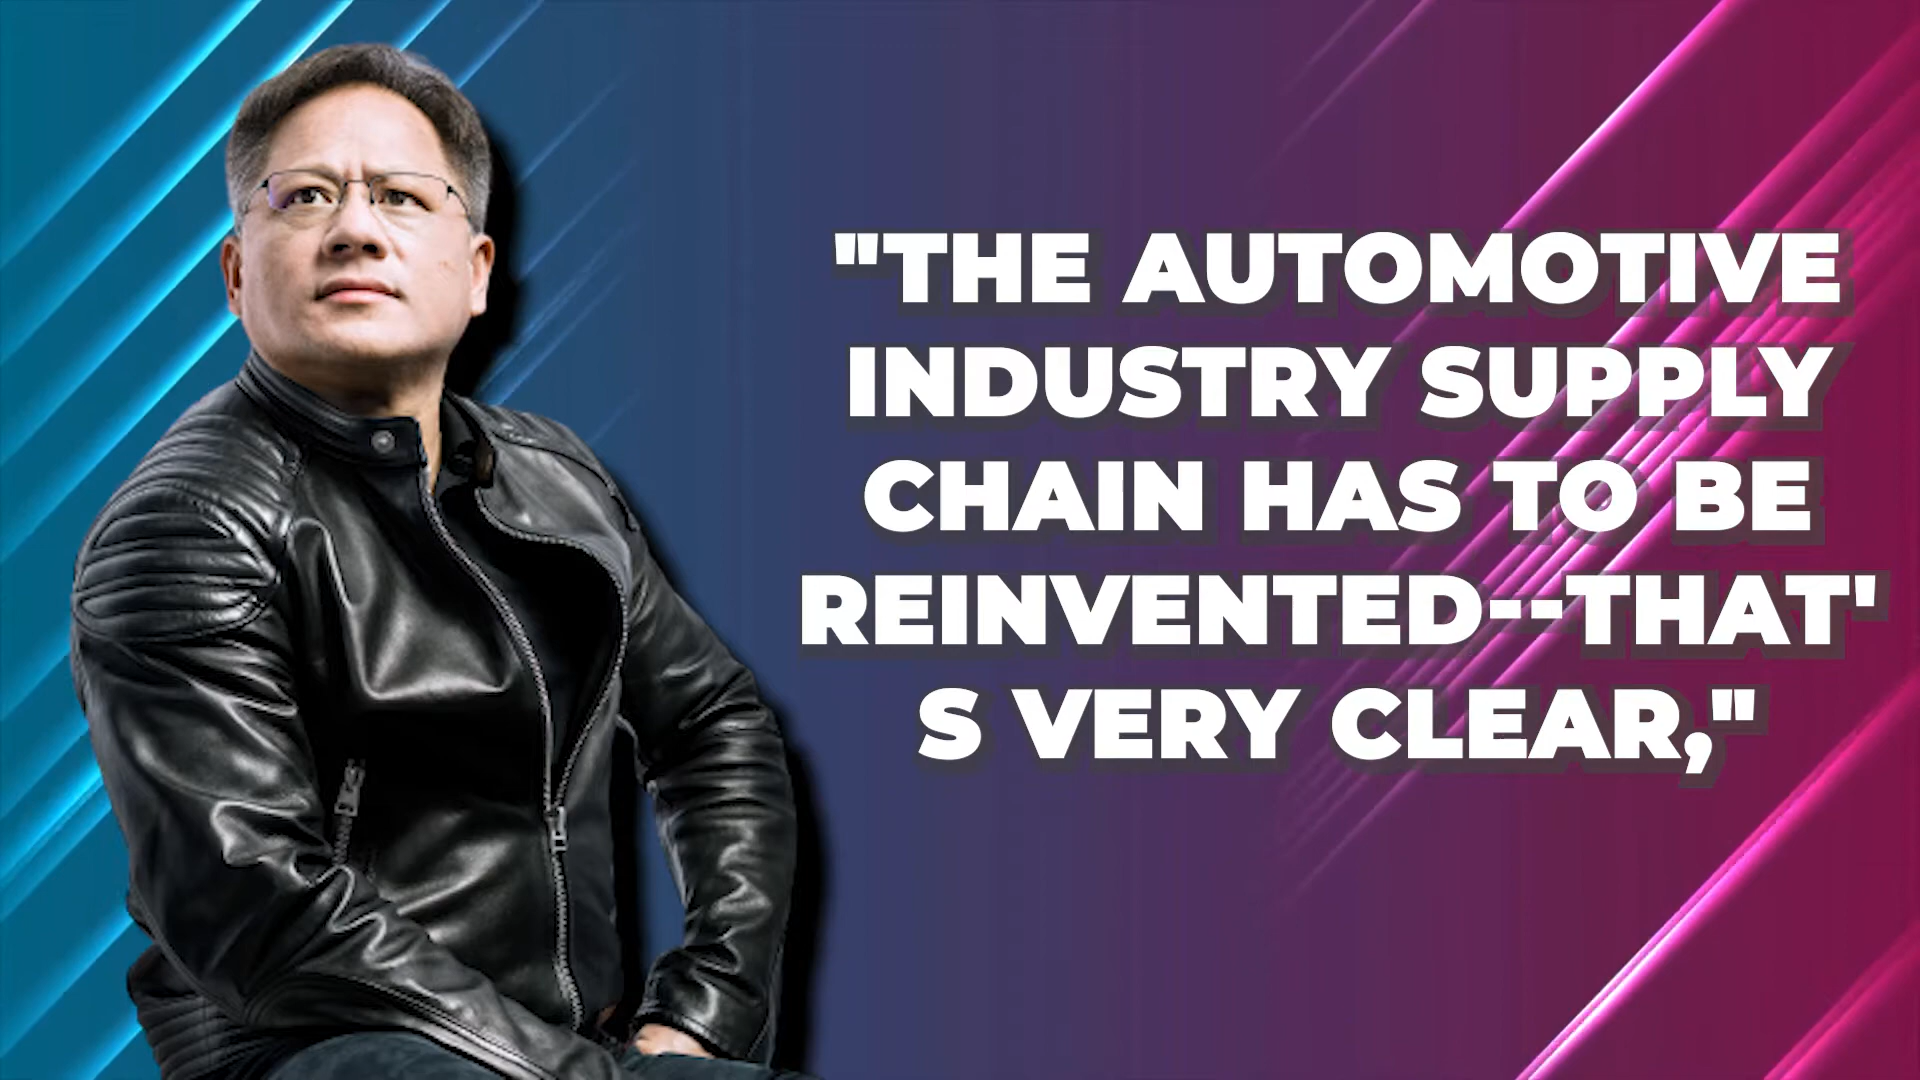 "THE AUTOMOTIVE
INDUSTRY SUPPLY
CHAIN HAS TO BE
REINVENTED--THAT'
S VERY CLEAR,"